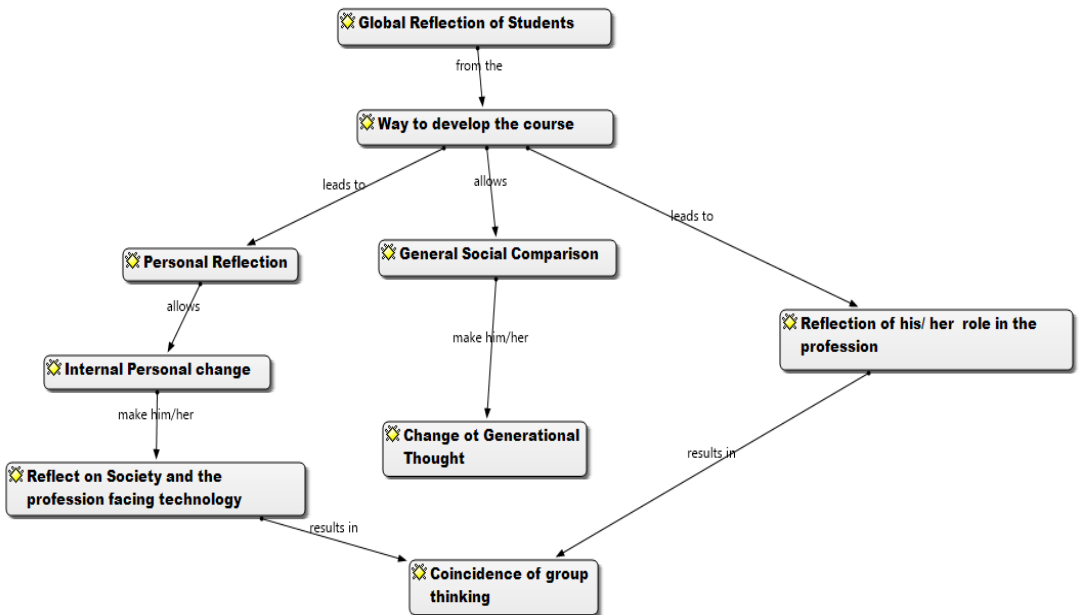 Global Reflection of Students
from the
Way to develop the course
leads to
allows
leads to
Personal Reflection
General Social Comparison
allows
Reflection of his/ her role in the
profession
make him/her
Internal Personal change
make him/her
Change ot Generational
Thought
results in
Reflect on Society and the
profession facing technology
results in
Coincidence of group
thinking